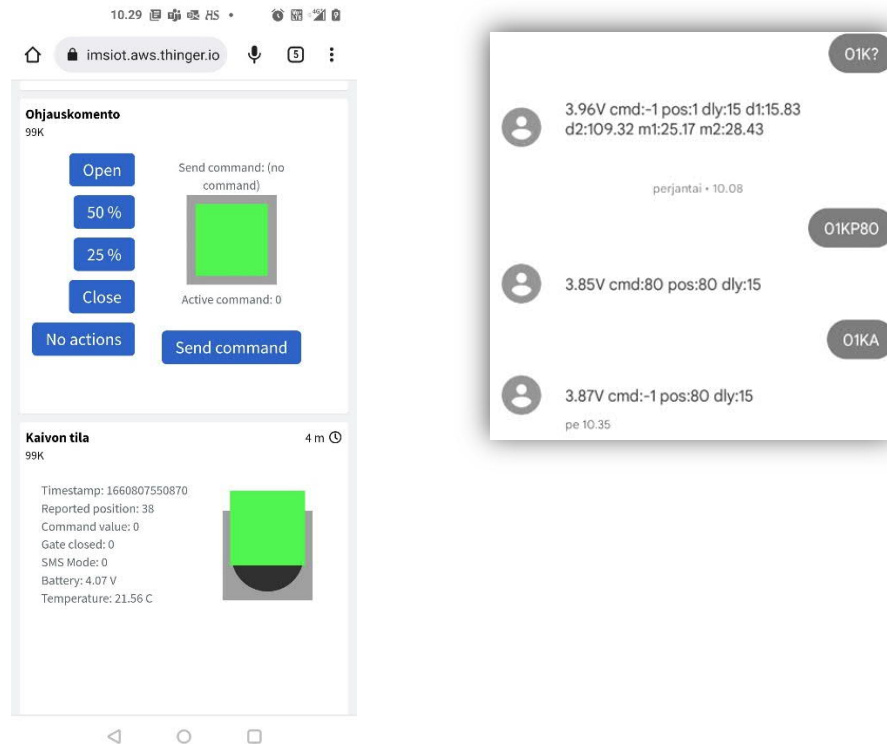 10.29
imsiot.aws.thinger.io
5
Ohjauskomento
99K
Open
50 %
25 %
Close
No actions
Send command: (no
command)
Active command: 0
Send command
Kaivon tila
4 m
99K
Timestamp: 1660807550870
Reported position: 38
Command value: 0
Gate closed: 0
SMS Mode: 0
Battery: 4.07 V
Temperature: 21.56 C
01K?
3.96V cmd:-1 pos:1 dly:15 d1:15.83
d2:109.32 m1:25.17 m2:28.43
perjantai • 10.08
01KP80
3.85V cmd:80 pos:80 dly:15
01KA
3.87V cmd:-1 pos:80 dly:15
pe 10.35